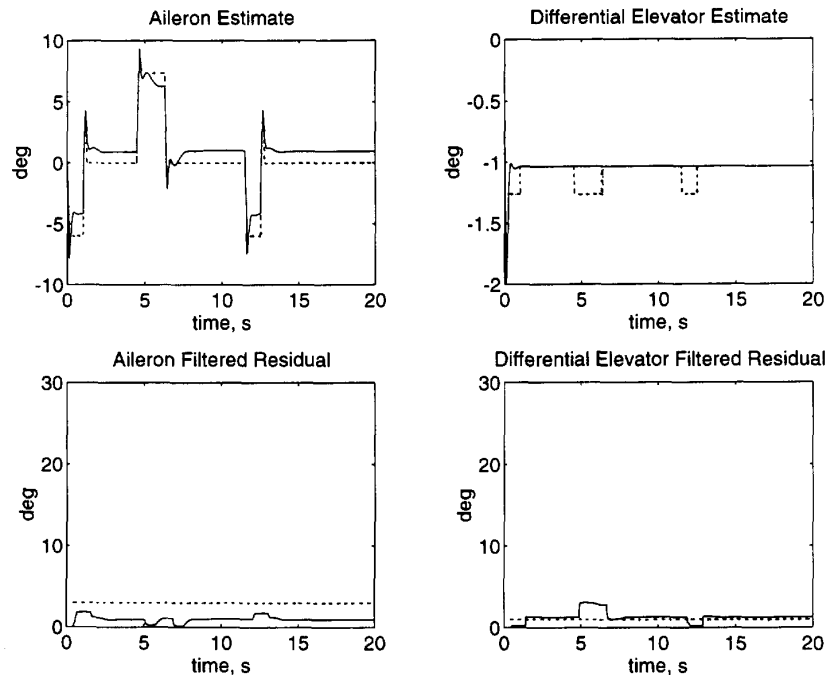 Aileron Estimate
10
5
0
-5
-10
deg
0 5 10 15 20
time, s
Differential Elevator Estimate
0
-0.5
-1
-1.5
-2
deg
0 5 10 15 20
time, s
Aileron Filtered Residual
30
20
10
0
deg
0 5 10 15 20
time, s
Differential Elevator Filtered Residual
30
20
10
0
deg
0 5 10 15 20
time, s